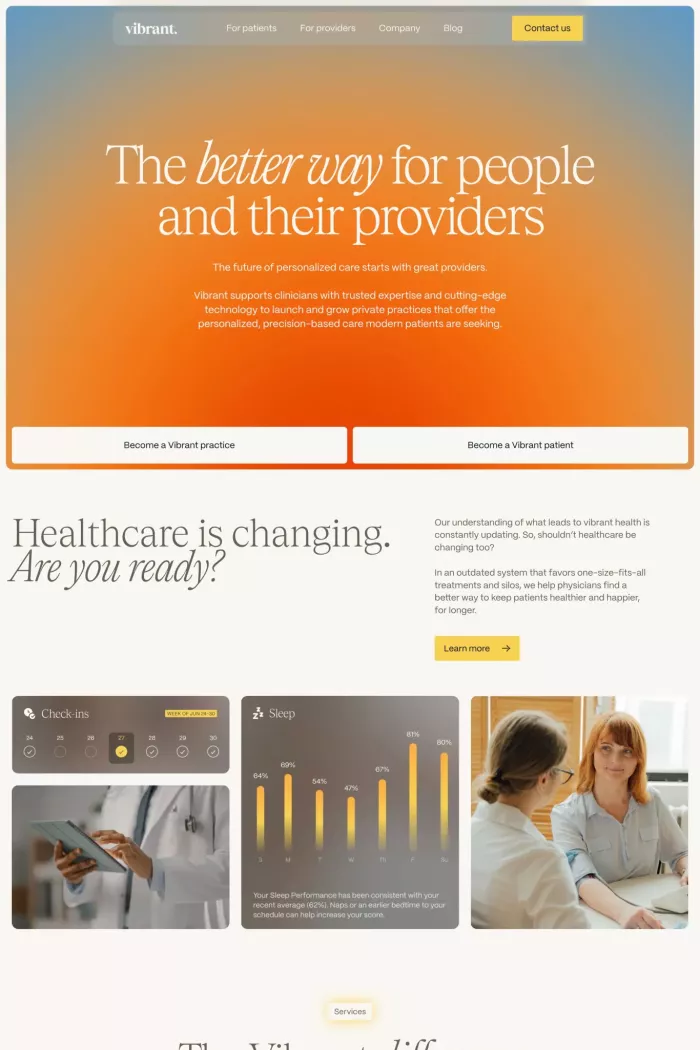 vibrant.
For patients
For providers
Company
Blog
Contact us
The better way for people
and their providers
The future of personalized care starts with great providers.
Vibrant supports clinicians with trusted expertise and cutting-edge
technology to launch and grow private practices that offer the
personalized, precision-based care modern patients are seeking.
Become a Vibrant practice
Become a Vibrant patient
Healthcare is changing.
Are you ready?
Our understanding of what leads to vibrant health is
constantly updating. So, shouldn't healthcare be
changing too?
In an outdated system that favors one-size-fits-all
treatments and silos, we help physicians find a
better way to keep patients healthier and happier,
for longer.
Learn more
Check-ins
WEEK OF JUN 24-30
24 25 26 27 28 29 30
Sleep
64% 69% 54% 47% 67% 81% 80%
S M T W Th F Su
Your Sleep Performance has been consistent with your
recent average (62%). Naps or an earlier bedtime to your
schedule can help increase your score.
Services
The Vibrant